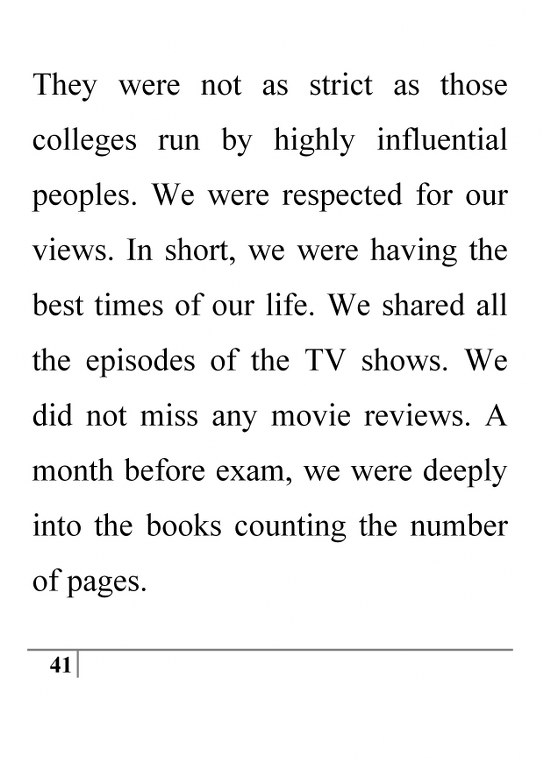 They were not as strict as those
colleges run by highly influential
peoples. We were respected for our
views. In short, we were having the
best times of our life. We shared all
the episodes of the TV shows. We
did not miss any movie reviews. A
month before exam, we were deeply
into the books counting the number
of pages.
41